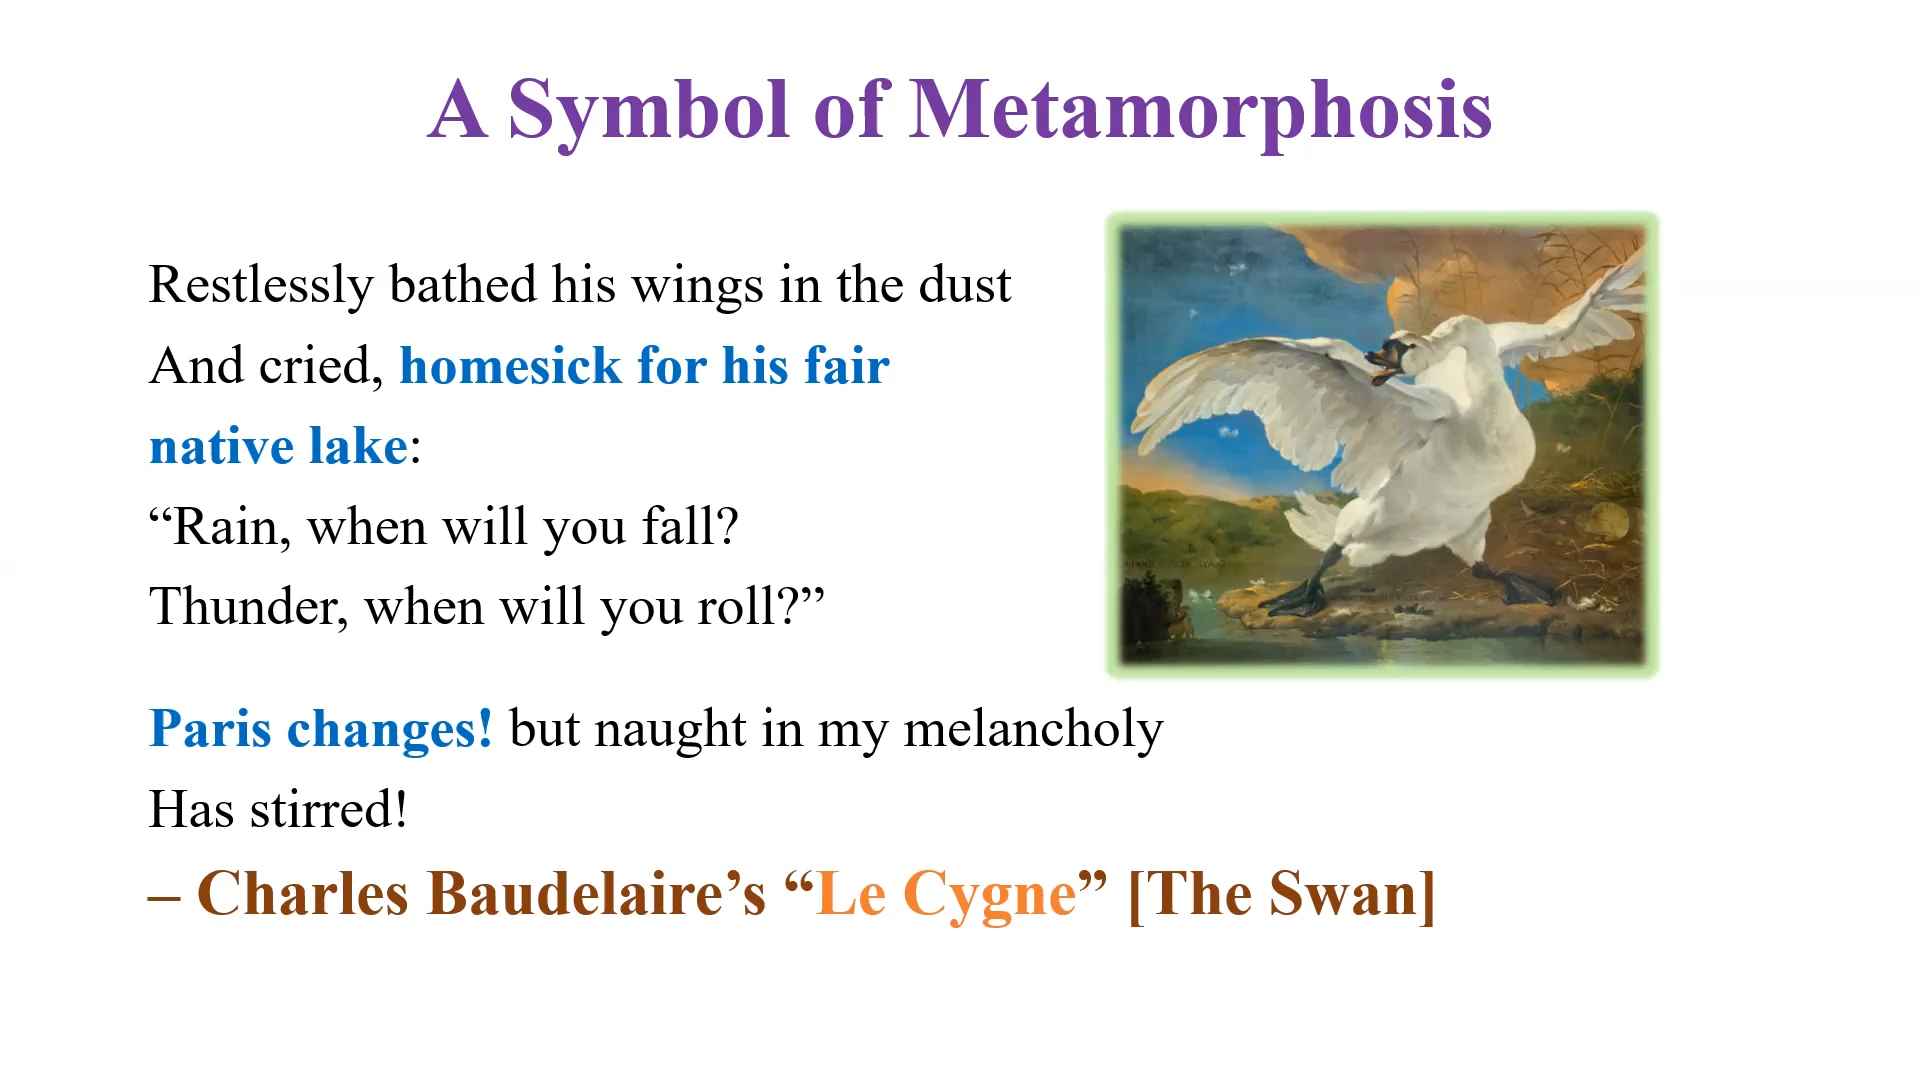 A Symbol of Metamorphosis
Restlessly bathed his wings in the dust
And cried, homesick for his fair
native lake:
“Rain, when will you fall?
Thunder, when will you roll?”
Paris changes! but naught in my melancholy
Has stirred!
– Charles Baudelaire’s “Le Cygne” [The Swan]